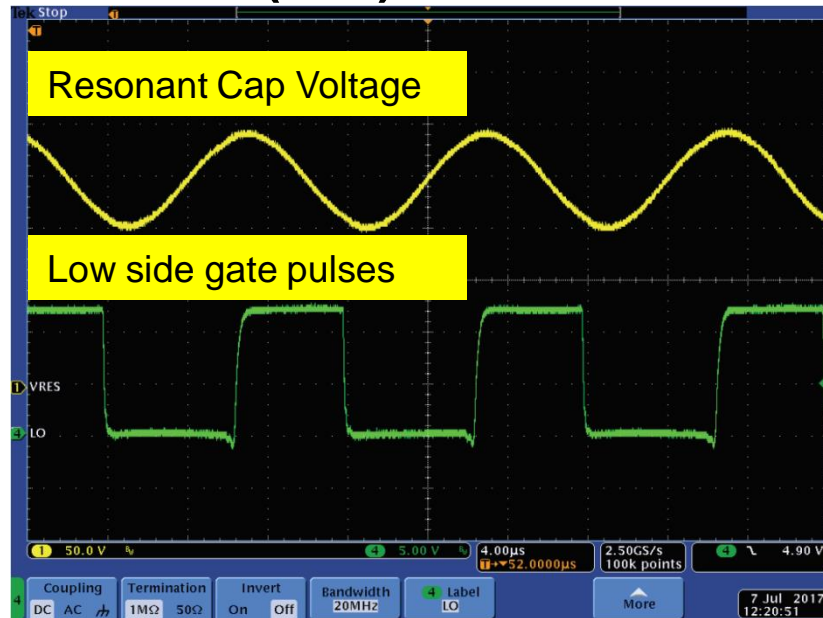 Tek Stop
Resonant Cap Voltage
Low side gate pulses
1 VRES
4 LO
1 50.0 V
4 5.00 V
4.00µs
52.0000µs
2.50GS/s
100k points
4 4.90 V
4
Coupling
DC AC
Termination
1MΩ 50Ω
Invert
On Off
Bandwidth
20MHz
4 Label
LO
More
7 Jul 2017
12:20:51